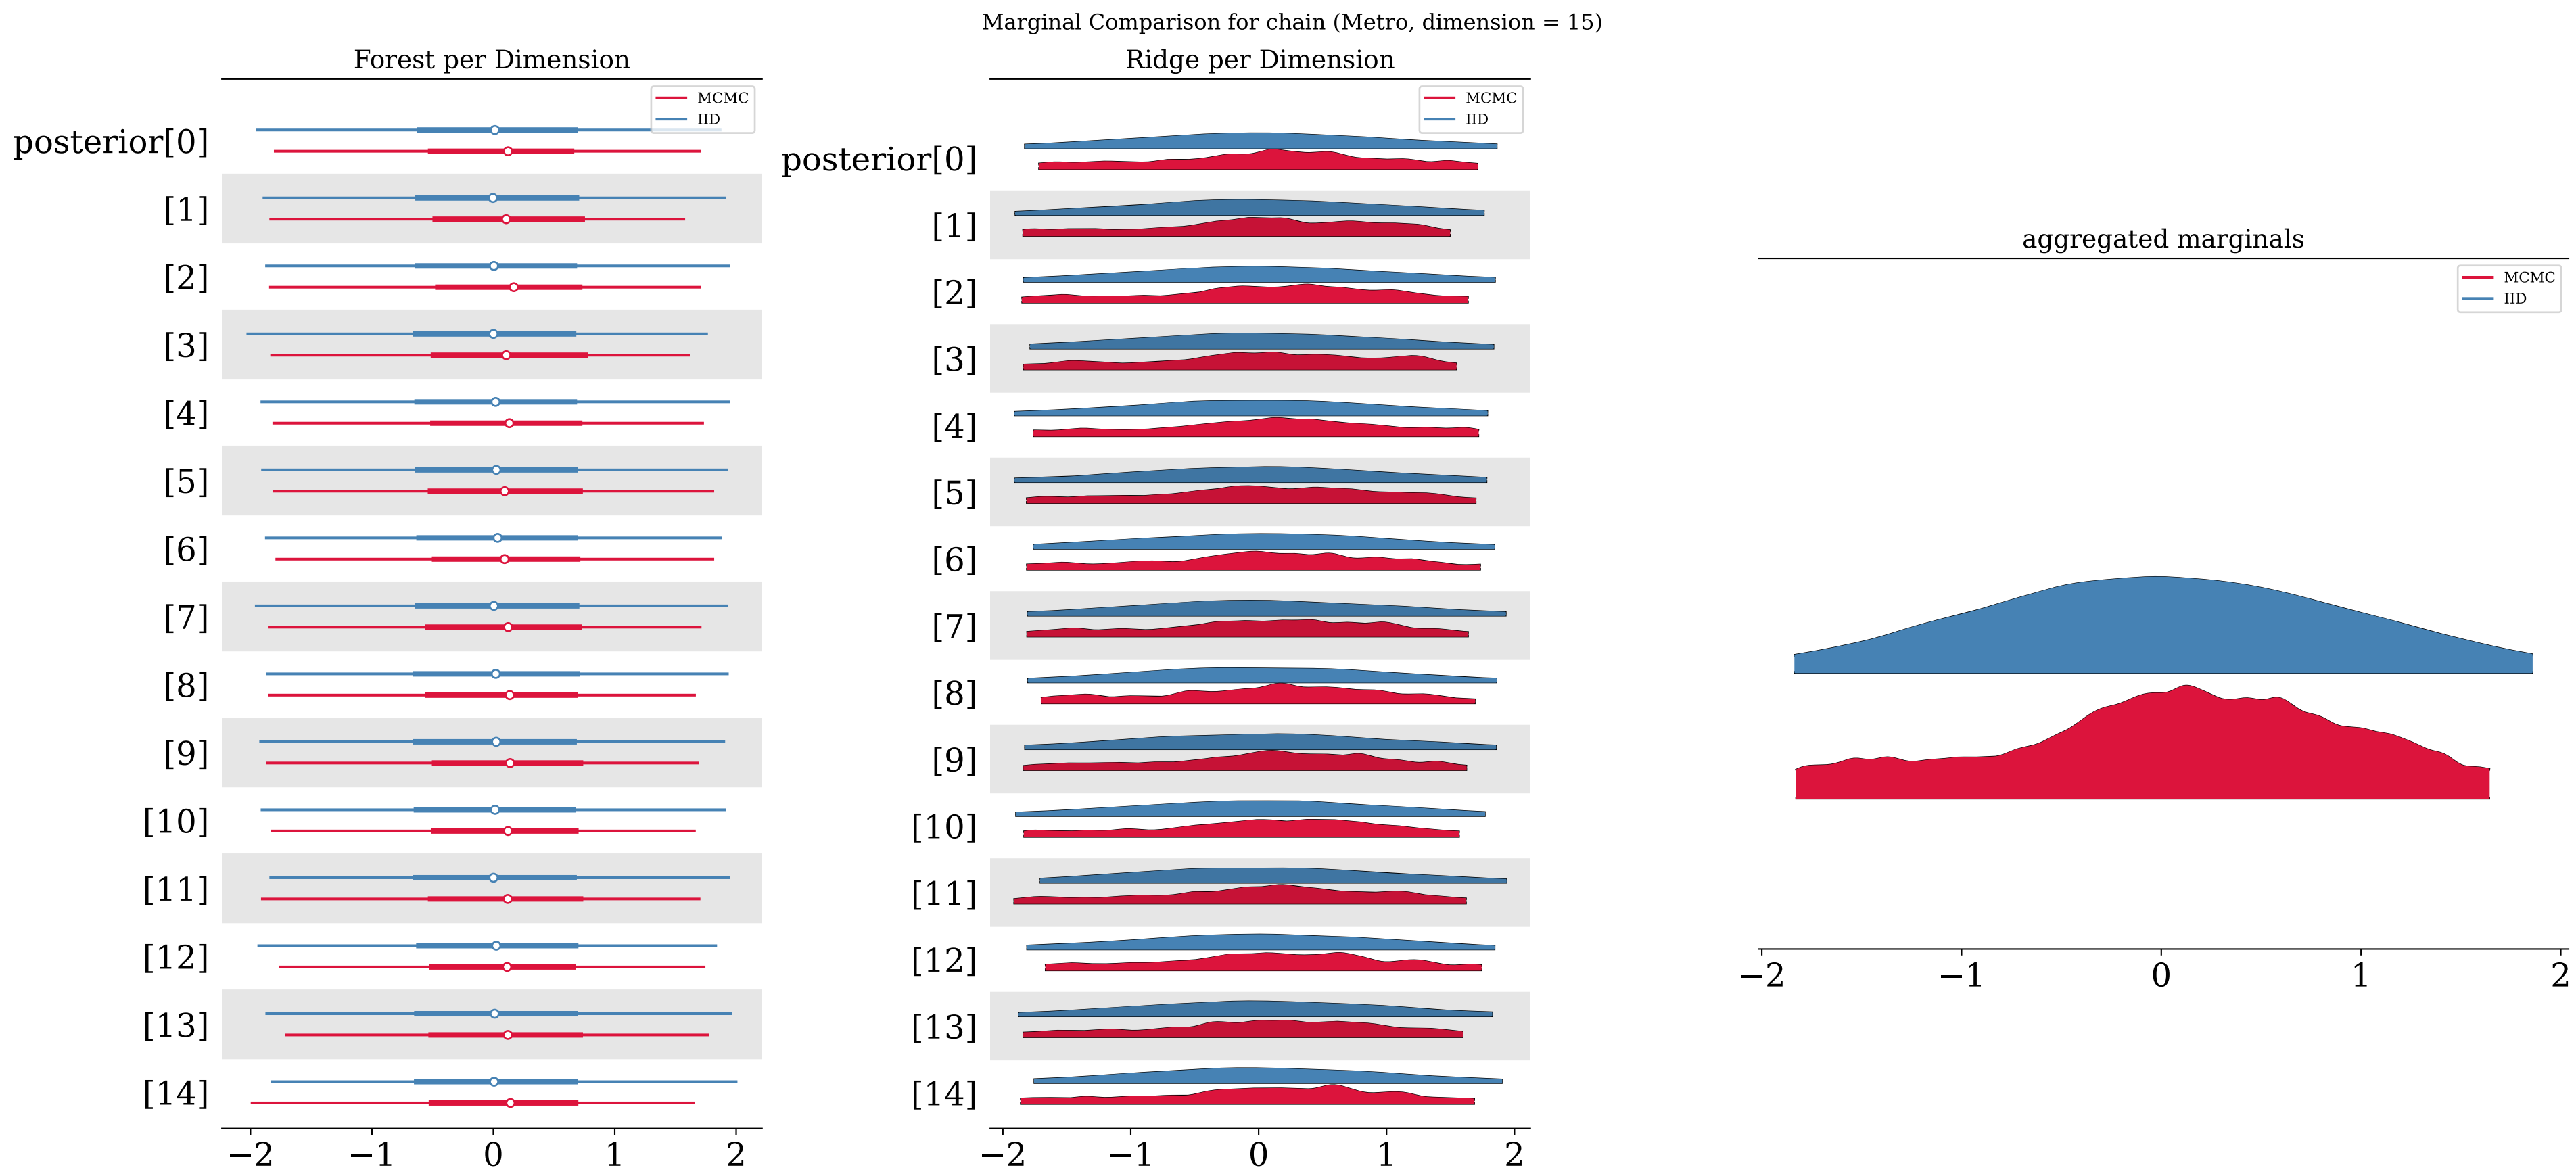 Marginal Comparison for chain (Metro, dimension = 15)
Forest per Dimension
MCMC
IID
posterior[0]
[1]
[2]
[3]
[4]
[5]
[6]
[7]
[8]
[9]
[10]
[11]
[12]
[13]
[14]
−2 −1 0 1 2
Ridge per Dimension
MCMC
IID
posterior[0]
[1]
[2]
[3]
[4]
[5]
[6]
[7]
[8]
[9]
[10]
[11]
[12]
[13]
[14]
−2 −1 0 1 2
aggregated marginals
MCMC
IID
−2 −1 0 1 2